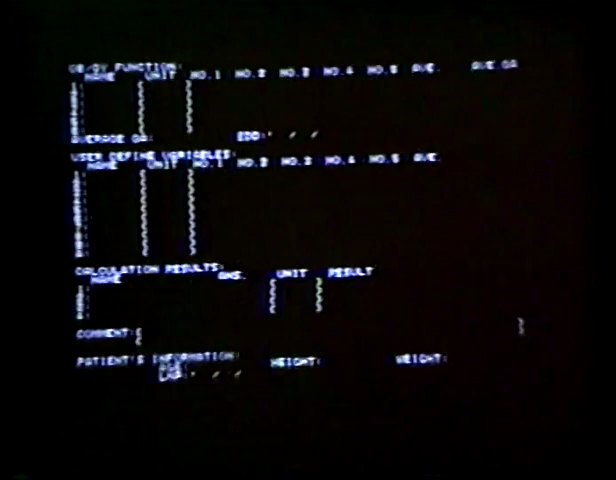 OB/GY FUNCTION:
NAME UNIT NO.1 NO.2 NO.3 NO.4 NO.5 AVE. AVE GA
AVERAGE GA: EDD: / /
USER DEFINE VARIABLES:
NAME UNIT NO.1 NO.2 NO.3 NO.4 NO.5 AVE.
CALCULATION RESULTS:
NAME ANS. UNIT RESULT
COMMENT:
PATIENT'S INFORMATION: HEIGHT: WEIGHT:
LMP: / /